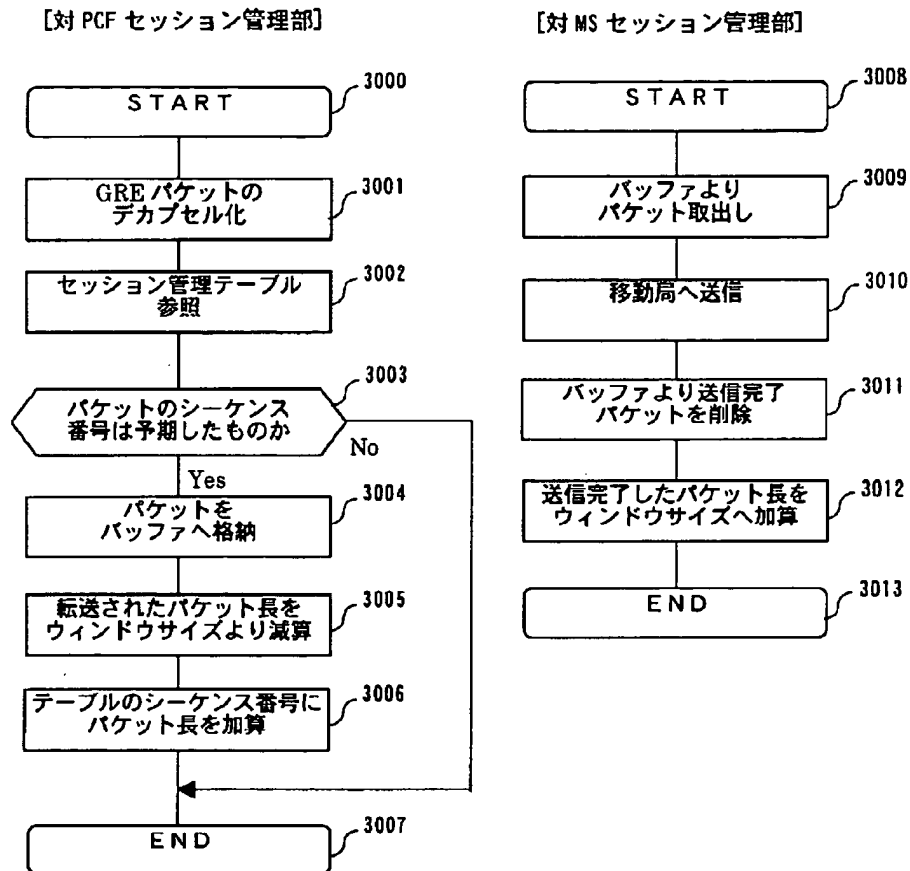 [対 PCF セッション管理部]
START
3000
GRE パケットの
デカプセル化
3001
セッション管理テーブル
参照
3002
パケットのシーケンス
番号は予期したものか
3003
No
Yes
パケットを
バッファへ格納
3004
転送されたパケット長を
ウィンドウサイズより減算
3005
テーブルのシーケンス番号に
パケット長を加算
3006
END
3007
[対 MS セッション管理部]
START
3008
バッファより
パケット取出し
3009
移動局へ送信
3010
バッファより送信完了
パケットを削除
3011
送信完了したパケット長を
ウィンドウサイズへ加算
3012
END
3013